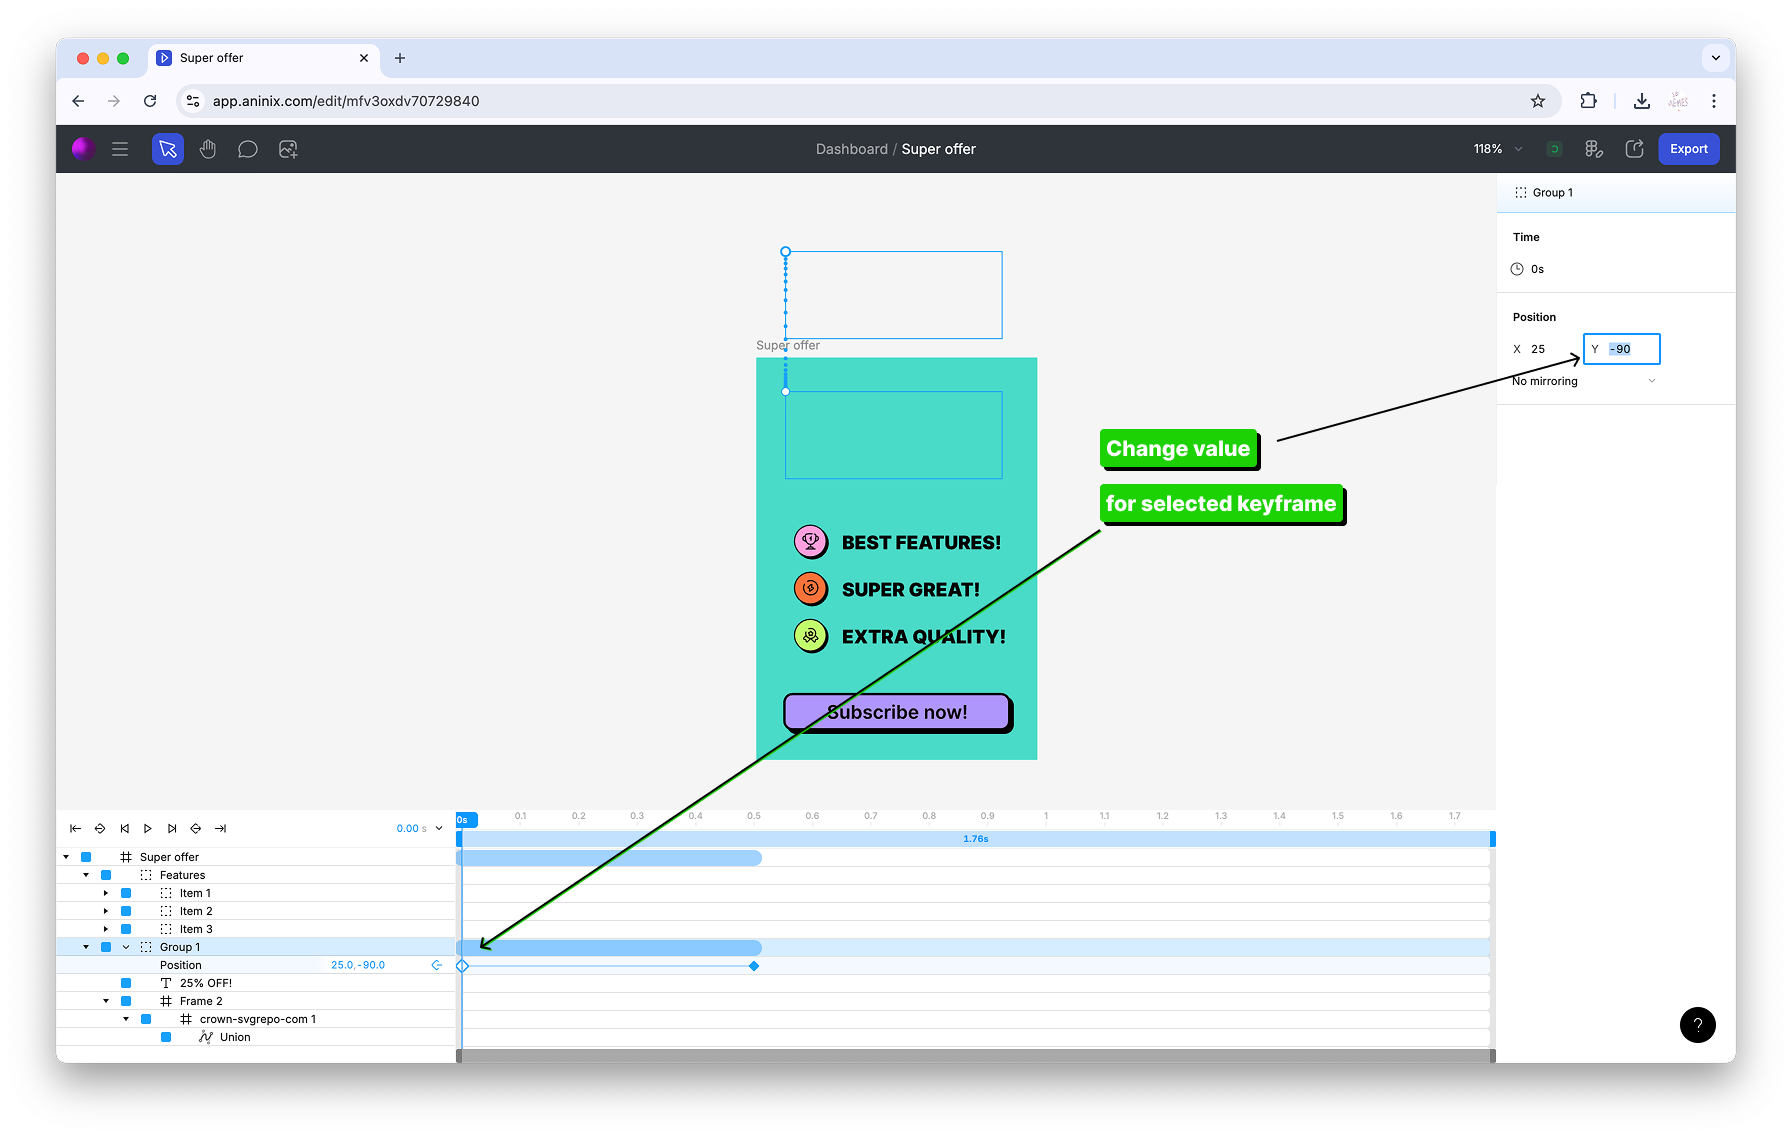 Super offer
app.aninix.com/edit/mfv3oxdv70729840
Dashboard / Super offer
118%
Export
Group 1
Time
0s
Position
X 25
Y -90
No mirroring
Super offer
Change value
for selected keyframe
BEST FEATURES!
SUPER GREAT!
EXTRA QUALITY!
Subscribe now!
0.00 s
0s 0.1 0.2 0.3 0.4 0.5 0.6 0.7 0.8 0.9 1 1.1 1.2 1.3 1.4 1.5 1.6 1.7
1.76s
Super offer
Features
Item 1
Item 2
Item 3
Group 1
Position 25.0,-90.0
T 25% OFF!
Frame 2
crown-svgrepo-com 1
Union
?